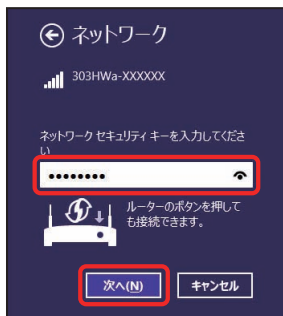 ネットワーク
303HWa-XXXXXX
ネットワーク セキュリティ キーを入力してくださ
い
••••••••
ルーターのボタンを押して
も接続できます。
次へ(N)
キャンセル